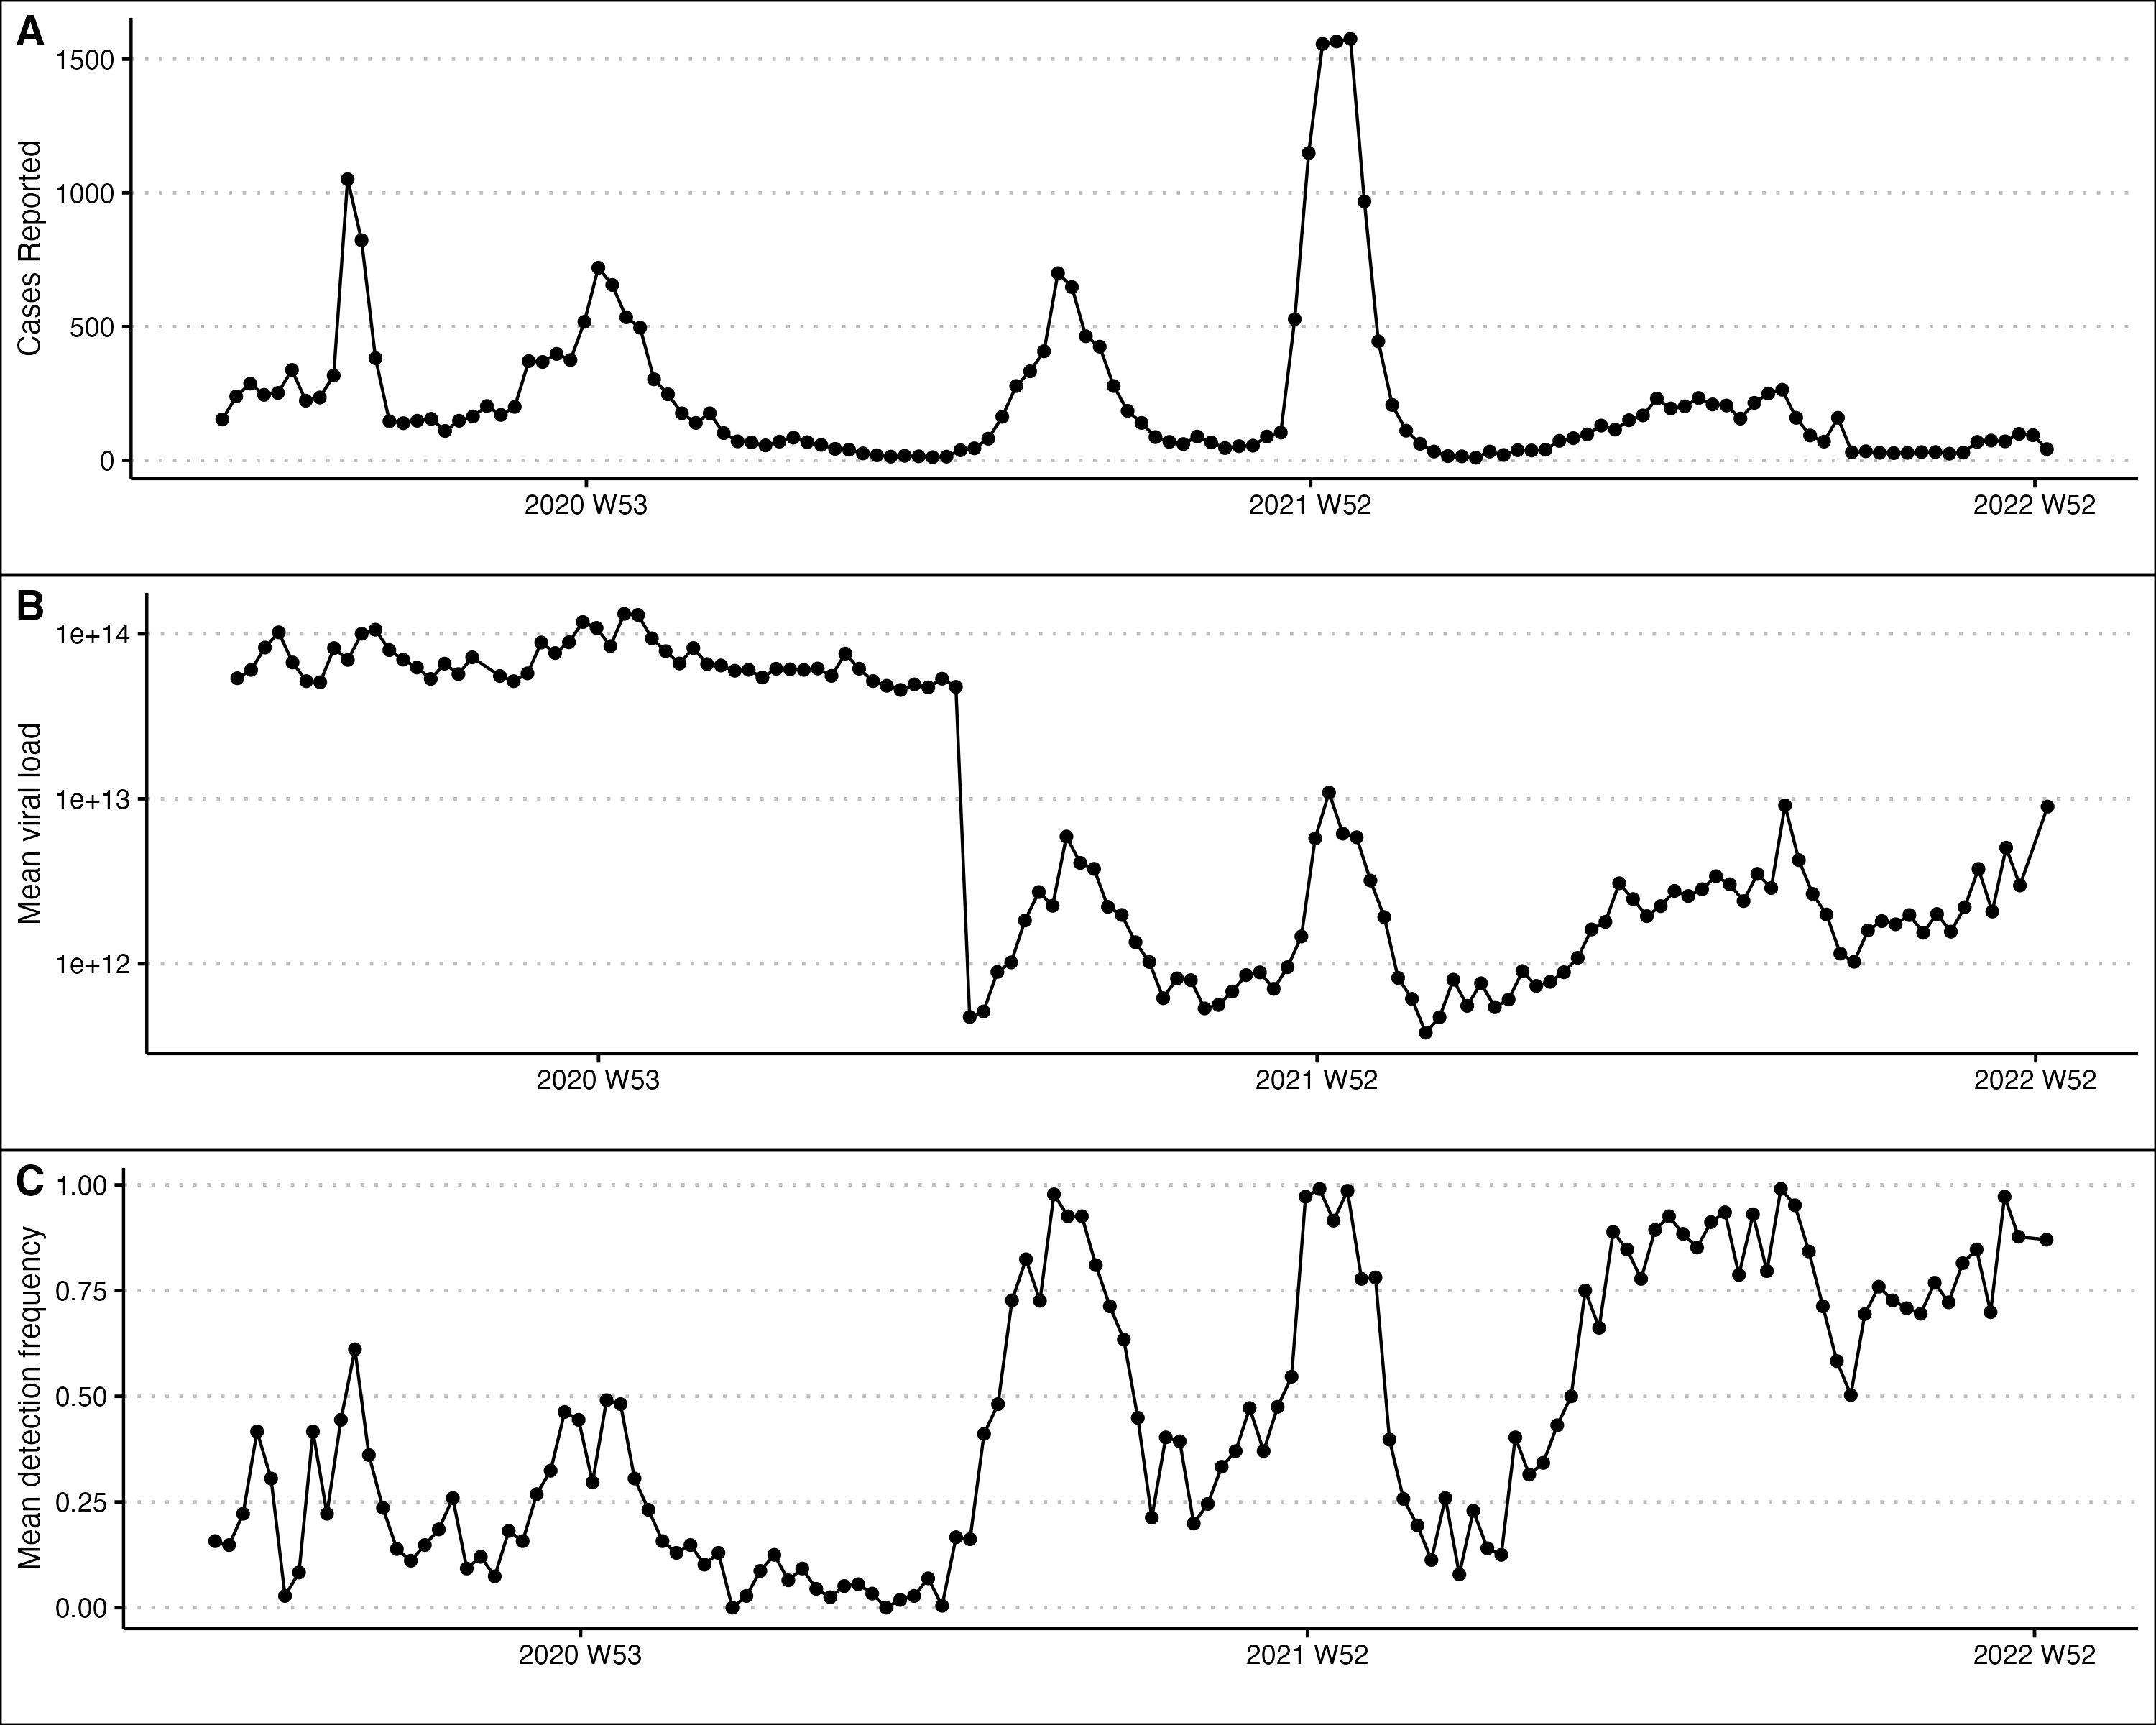 A
Cases Reported
1500
1000
500
0
2020 W53
2021 W52
2022 W52
B
Mean viral load
1e+14
1e+13
1e+12
2020 W53
2021 W52
2022 W52
C
Mean detection frequency
1.00
0.75
0.50
0.25
0.00
2020 W53
2021 W52
2022 W52